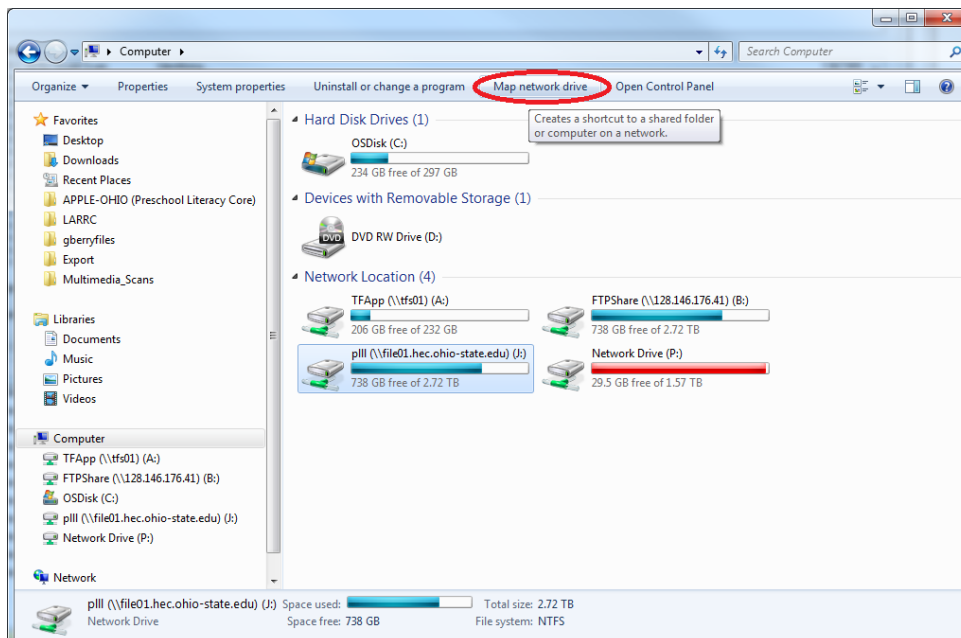 Computer
Search Computer
Organize
Properties
System properties
Uninstall or change a program
Map network drive
Open Control Panel
Creates a shortcut to a shared folder
or computer on a network.
Favorites
Desktop
Downloads
Recent Places
APPLE-OHIO (Preschool Literacy Core)
LARRC
gberryfiles
Export
Multimedia_Scans
Libraries
Documents
Music
Pictures
Videos
Computer
TFApp (\\tfs01) (A:)
FTPShare (\\128.146.176.41) (B:)
OSDisk (C:)
plll (\\file01.hec.ohio-state.edu) (J:)
Network Drive (P:)
Network
Hard Disk Drives (1)
OSDisk (C:)
234 GB free of 297 GB
Devices with Removable Storage (1)
DVD
DVD RW Drive (D:)
Network Location (4)
TFApp (\\tfs01) (A:)
206 GB free of 232 GB
FTPShare (\\128.146.176.41) (B:)
738 GB free of 2.72 TB
plll (\\file01.hec.ohio-state.edu) (J:)
738 GB free of 2.72 TB
Network Drive (P:)
29.5 GB free of 1.57 TB
plll (\\file01.hec.ohio-state.edu) (J:) Space used: Total size: 2.72 TB
Network Drive Space free: 738 GB File system: NTFS